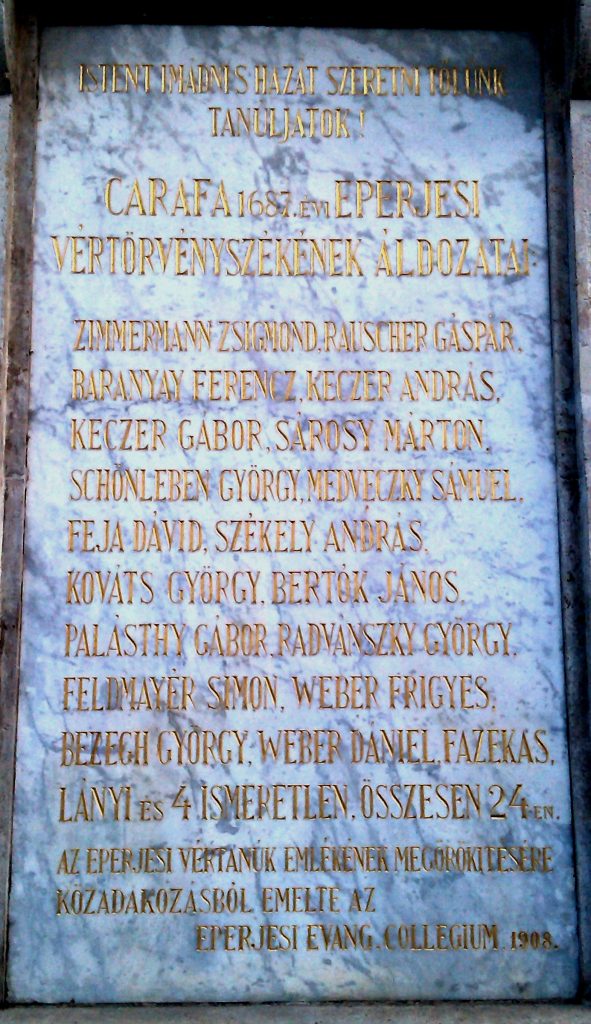 ISTENT IMÁDNI S HAZÁT SZERETNI TŐLÜNK
TANULJATOK !
CARAFA 1687. ÉVI EPERJESI
VÉRTÖRVÉNYSZÉKÉNEK ÁLDOZATAI.
ZIMMERMANN ZSIGMOND, RAUSCHER GÁSPÁR,
BARANYAY FERENCZ, KECZER ANDRÁS,
KECZER GÁBOR, SÁROSY MÁRTON,
SCHÖNLEBEN GYÖRGY, MEDVECZKY SÁMUEL,
FEJA DÁVID, SZÉKELY ANDRÁS,
KOVÁTS GYÖRGY, BERTÓK JÁNOS,
PALÁSTHY GÁBOR, RADVÁNSZKY GYÖRGY,
FELDMAYÉR SIMON, WEBER FRIGYES,
BEZEGH GYÖRGY, WEBER DÁNIEL, FAZEKAS,
LÁNYI ÉS 4 ISMERETLEN, ÖSSZESEN 24 EN.
AZ EPERJESI VÉRTANÚK EMLÉKÉNEK MEGÖRÖKITÉSÉRE
KÖZADAKOZÁSBÓL EMELTE AZ
EPERJESI EVANG. COLLEGIUM. 1908.